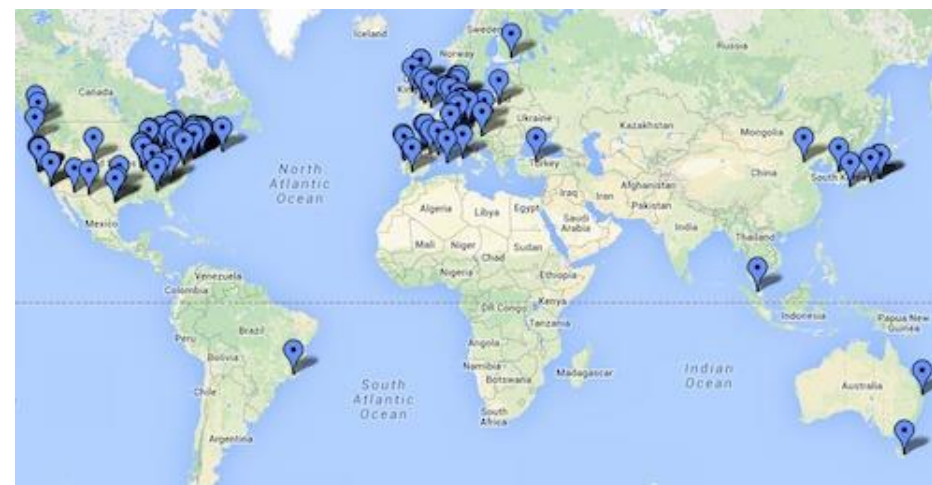 Iceland
Sweden
Norway
Russia
Canada
Ukraine
Kazakhstan
Mongolia
North
Atlantic
Ocean
Turkey
China
South
Iraq
Iran
Afghanistan
Pakistan
Algeria
Libya
Egypt
Saudi
Arabia
Mexico
India
Mali
Niger
Chad
Sudan
Thailand
Venezuela
Colombia
Nigeria
Ethiopia
DR Congo
Kenya
Indonesia
Papua New
Guinea
Tanzania
Brazil
Peru
Angola
Bolivia
Namibia
Botswana
Madagascar
Indian
Ocean
Australia
South
Atlantic
Ocean
Chile
South
Africa
Argentina